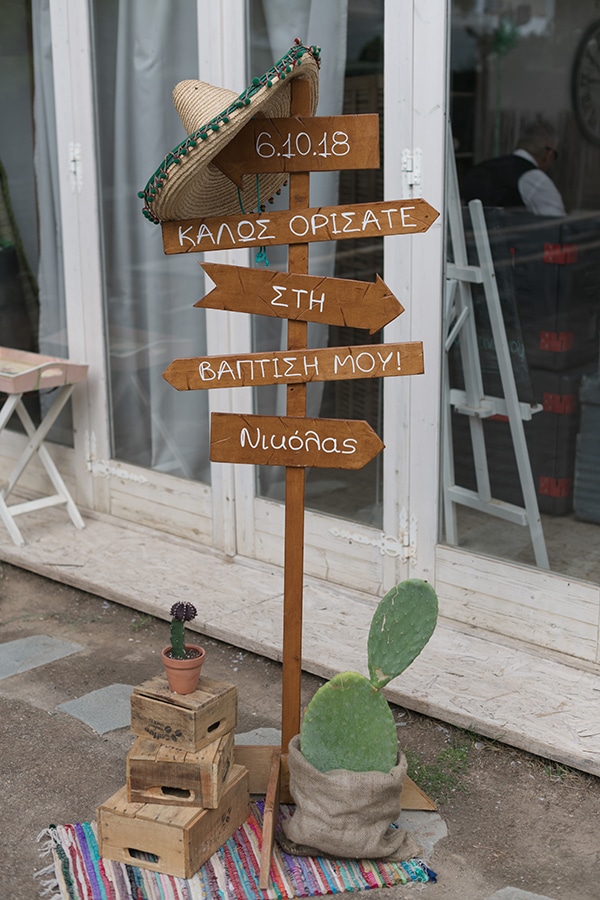 6.10.18
ΚΑΛΩΣ ΟΡΙΣΑΤΕ
ΣΤΗ
ΒΑΠΤΙΣΗ ΜΟΥ!
Νικόλας